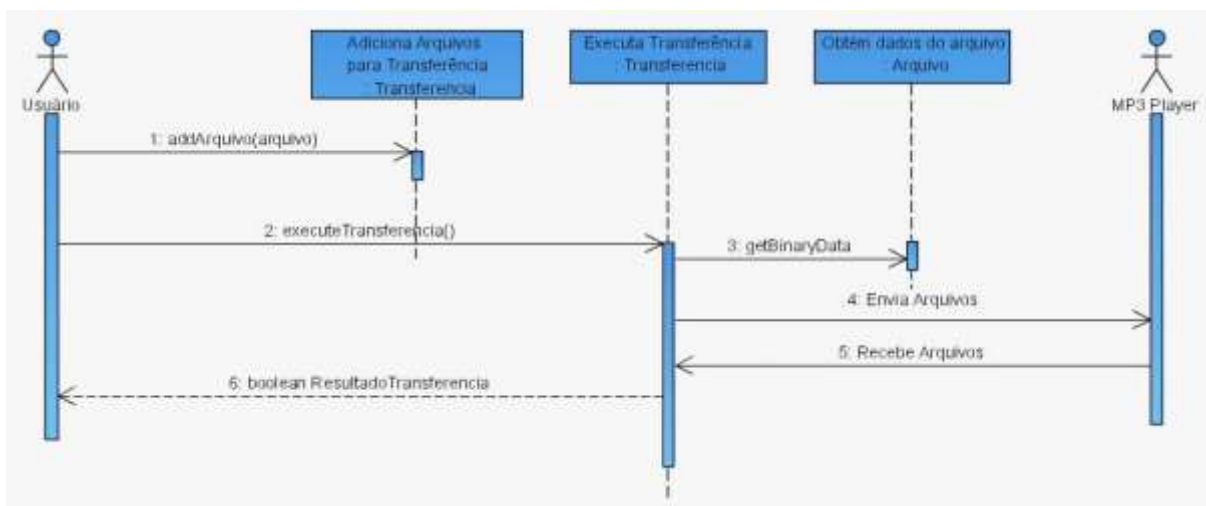 Adiciona Arquivos
para Transferência
: Transferencia
Executa Transferência
: Transferencia
Obtém dados do arquivo
: Arquivo
Usuário
MP3 Player
1: addArquivo(arquivo)
2: executeTransferencia()
3: getBinaryData
4: Envia Arquivos
5: Recebe Arquivos
6: boolean ResultadoTransferencia